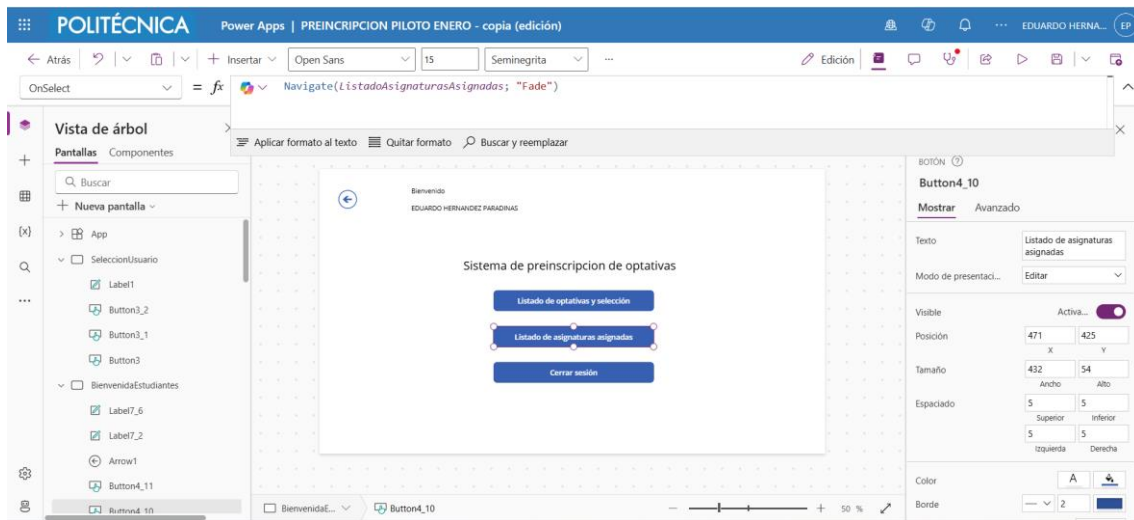 POLITÉCNICA
Power Apps | PREINCRIPCION PILOTO ENERO - copia (edición)
EDUARDO HERNA...
EP
Atrás
Insertar
Open Sans
15
Seminegrita
...
Edición
OnSelect
= fx
Navigate(ListadoAsignaturasAsignadas; "Fade")
Aplicar formato al texto
Quitar formato
Buscar y reemplazar
Vista de árbol
Pantallas
Componentes
Buscar
+ Nueva pantalla
App
SeleccionUsuario
Label1
Button3_2
Button3_1
Button3
BienvenidaEstudiantes
Label7_6
Label7_2
Arrow1
Button4_11
Button4_10
Bienvenido
EDUARDO HERNANDEZ PARADINAS
Sistema de preinscripcion de optativas
Listado de optativas y selección
Listado de asignaturas asignadas
Cerrar sesión
BienvenidaE...
Button4_10
50 %
BOTÓN
Button4_10
Mostrar
Avanzado
Texto
Listado de asignaturas
asignadas
Modo de presentaci...
Editar
Visible
Activa...
Posición
471
425
X
Y
Tamaño
432
54
Ancho
Alto
Espaciado
5
5
Superior
Inferior
5
5
Izquierda
Derecha
Color
A
Borde
2